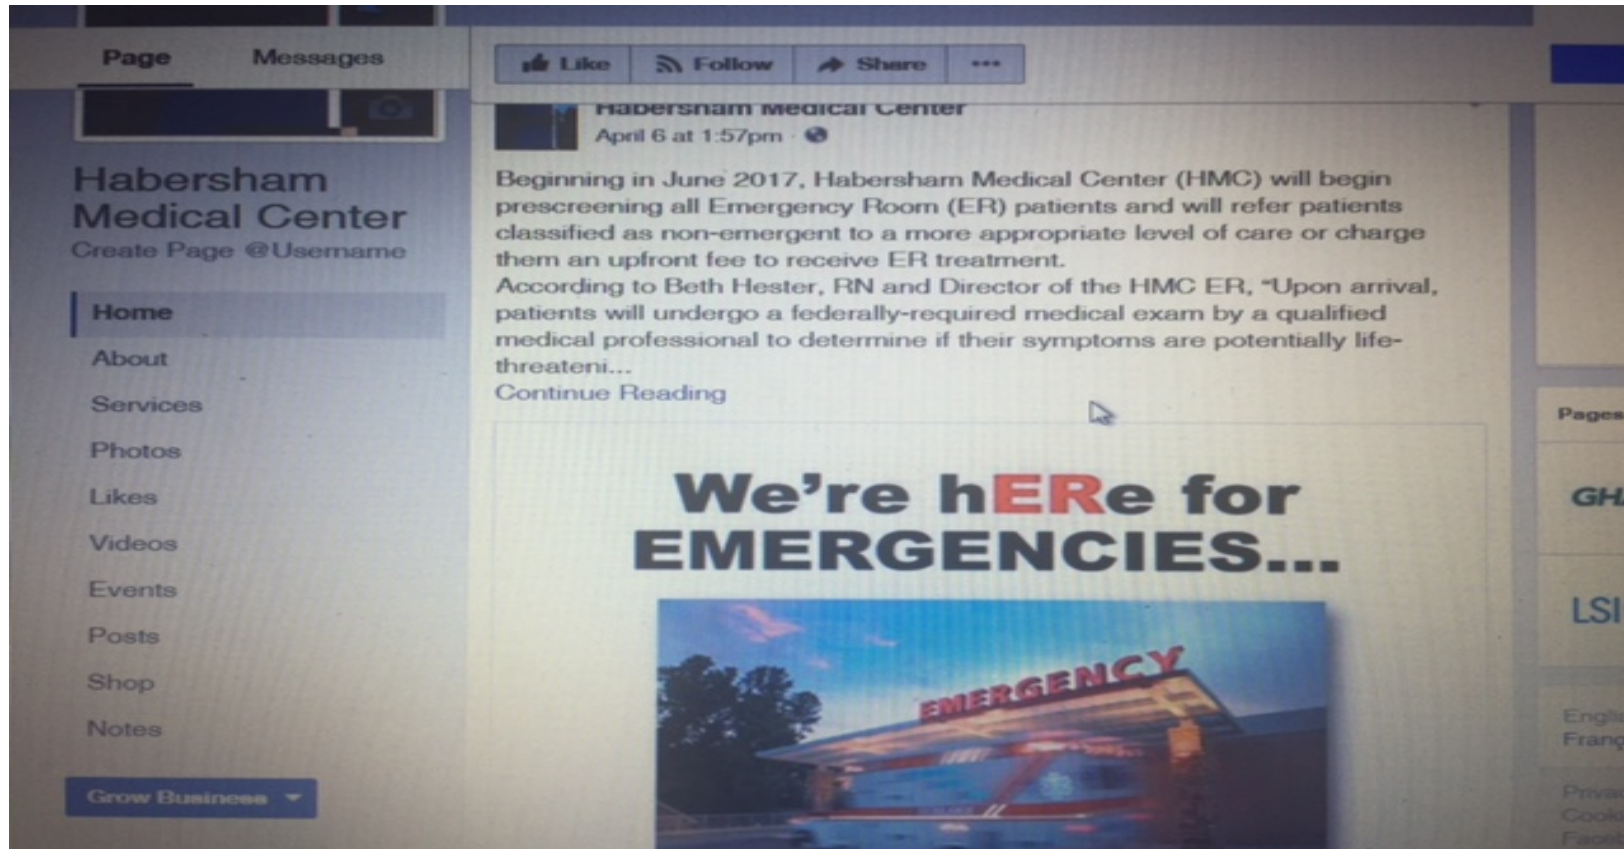 Page
Messages
Like
Follow
Share
Habersham Medical Center
April 6 at 1:57pm
Habersham
Medical Center
Create Page @Username
Home
About
Services
Photos
Likes
Videos
Events
Posts
Shop
Notes
Grow Business
Beginning in June 2017, Habersham Medical Center (HMC) will begin
prescreening all Emergency Room (ER) patients and will refer patients
classified as non-emergent to a more appropriate level of care or charge
them an upfront fee to receive ER treatment.
According to Beth Hester, RN and Director of the HMC ER, “Upon arrival,
patients will undergo a federally-required medical exam by a qualified
medical professional to determine if their symptoms are potentially life-
threateni...
Continue Reading
We're hERe for
EMERGENCIES...
EMERGENCY
Pages
LSI